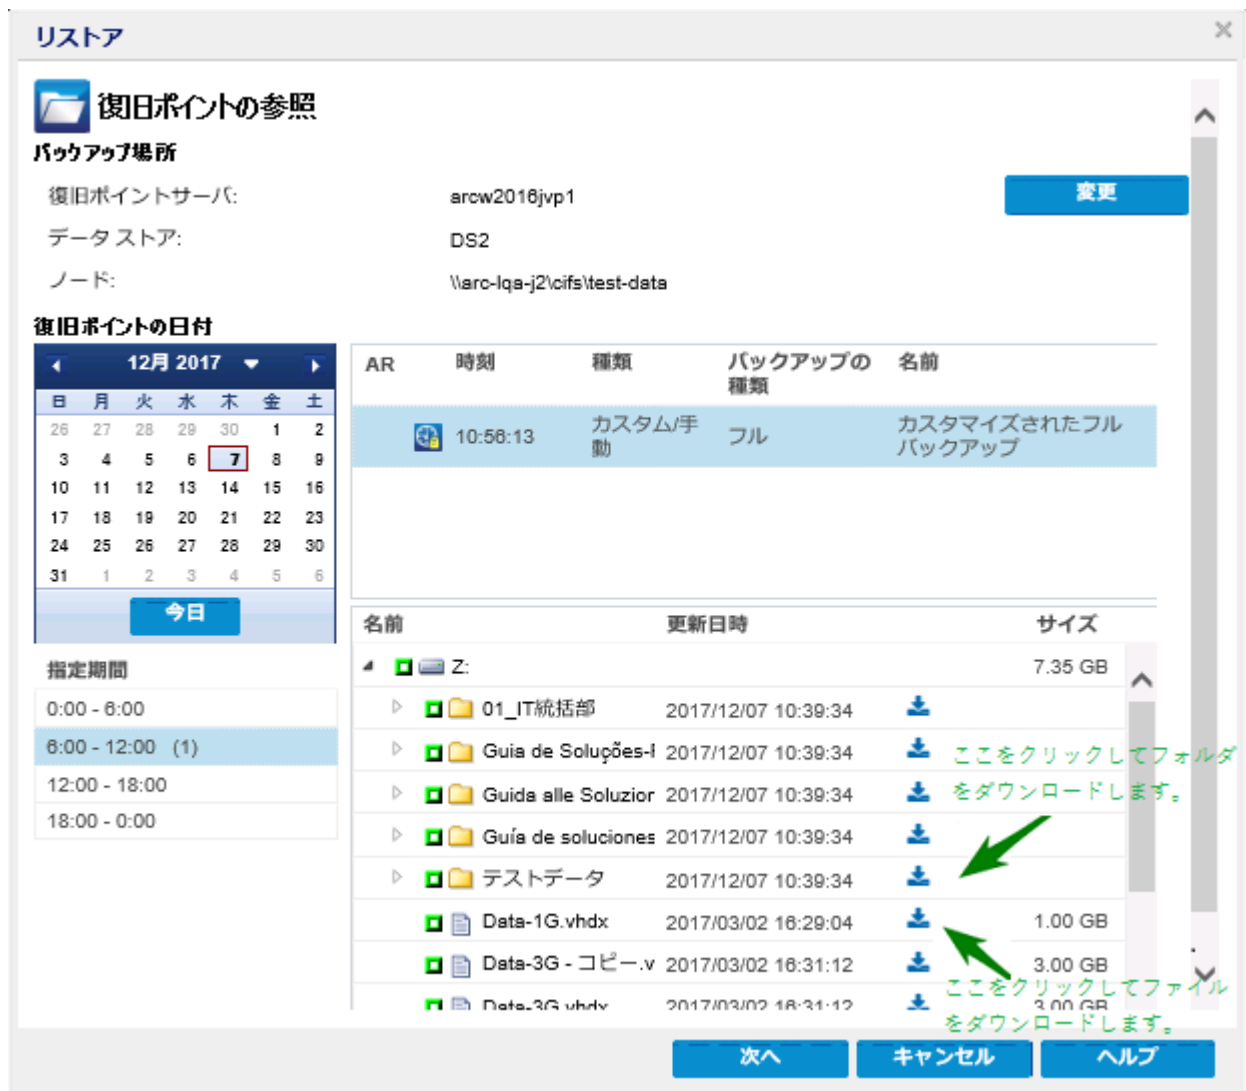 リストア
復旧ポイントの参照
バックアップ場所
復旧ポイントサーバ: arcw2016jvp1 変更
データ ストア: DS2
ノード: \\arc-lqa-j2\cifs\test-data
復旧ポイントの日付
12月 2017
日 月 火 水 木 金 土
26 27 28 29 30 1 2
3 4 5 6 7 8 9
10 11 12 13 14 15 16
17 18 19 20 21 22 23
24 25 26 27 28 29 30
31 1 2 3 4 5 6
今日
指定期間
0:00 - 6:00
6:00 - 12:00 (1)
12:00 - 18:00
18:00 - 0:00
AR 時刻 種類 バックアップの種類 名前
10:56:13 カスタム/手動 フル カスタマイズされたフル バックアップ
名前 更新日時 サイズ
Z: 7.35 GB
01_IT統括部 2017/12/07 10:39:34
Guia de Soluções- 2017/12/07 10:39:34
Guida alle Soluzior 2017/12/07 10:39:34
Guía de soluciones 2017/12/07 10:39:34
テストデータ 2017/12/07 10:39:34
Data-1G.vhdx 2017/03/02 16:29:04 1.00 GB
Data-3G - コピー.v 2017/03/02 16:31:12 3.00 GB
Data-3G.vhdx 2017/03/02 16:31:12 3.00 GB
ここをクリックしてフォルダ
をダウンロードします。
ここをクリックしてファイル
をダウンロードします。
次へ キャンセル ヘルプ